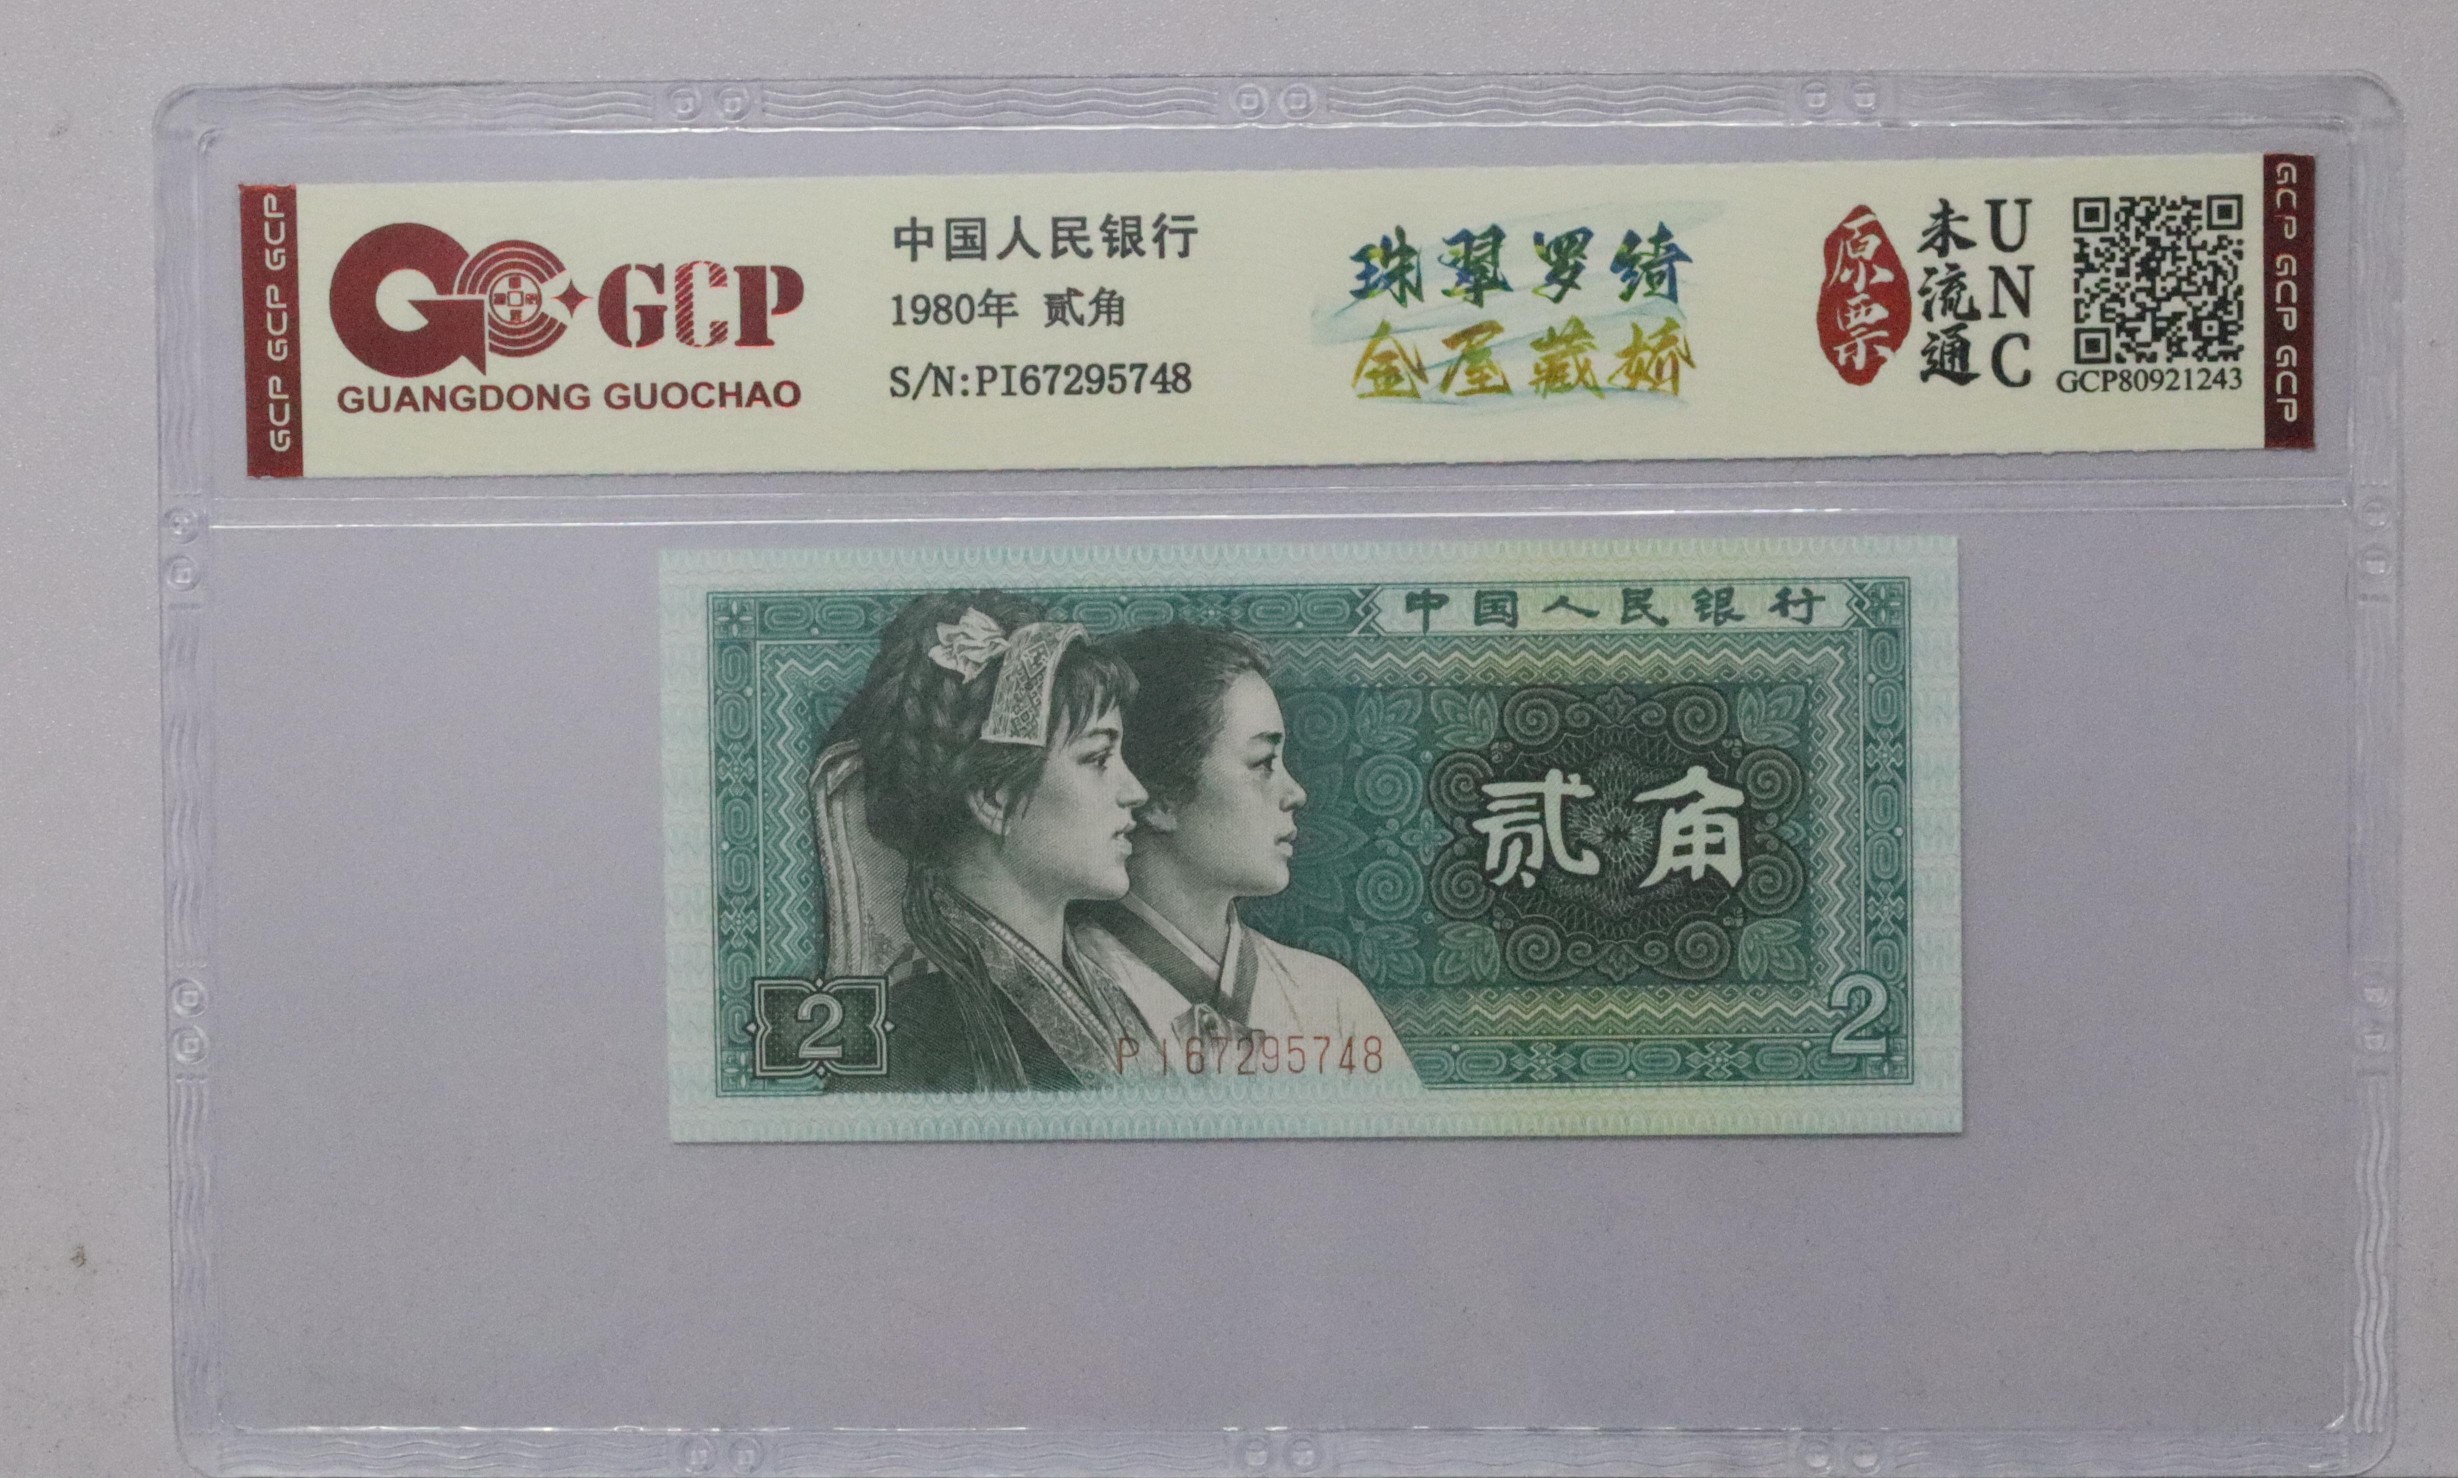 GCP GCP GCP
GCP
GUANGDONG GUOCHAO
中国人民银行
1980年 贰角
S/N:PI67295748
珠翠罗绮
金屋藏娇
原票
未流通
UNC
GCP80921243
GCP GCP GCP
中国人民银行
贰角
2
PI67295748
2